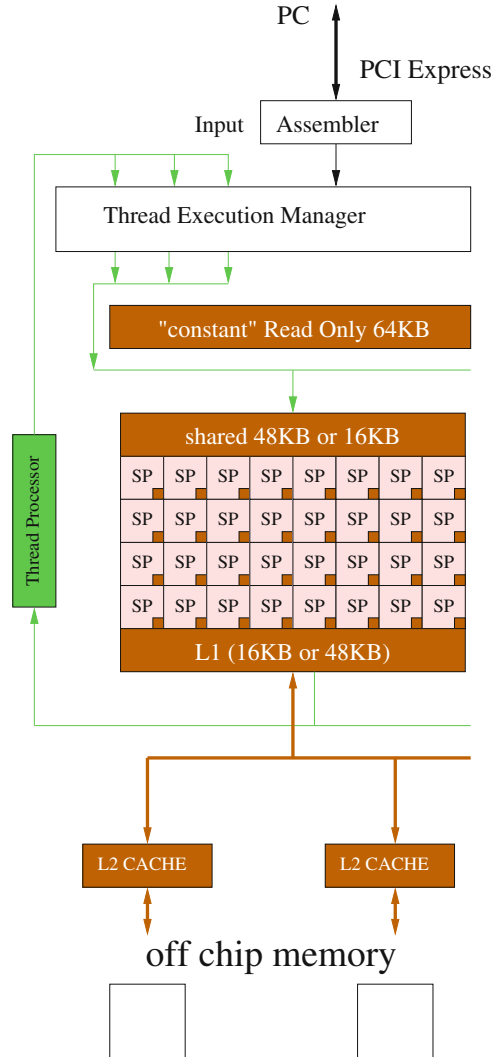 PC
PCI Express
Input
Assembler
Thread Execution Manager
"constant" Read Only 64KB
shared 48KB or 16KB
Thread Processor
SP SP SP SP SP SP SP SP
SP SP SP SP SP SP SP SP
SP SP SP SP SP SP SP SP
SP SP SP SP SP SP SP SP
L1 (16KB or 48KB)
L2 CACHE
L2 CACHE
off chip memory